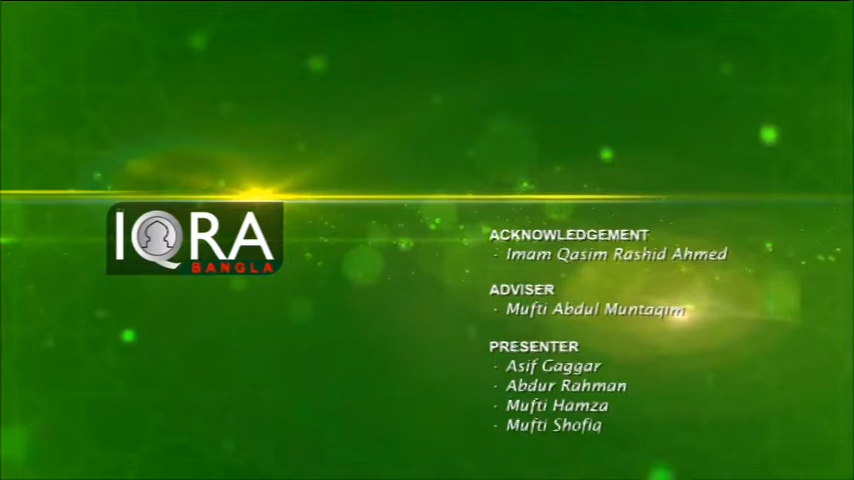 IQRA
BANGLA
ACKNOWLEDGEMENT
· Imam Qasim Rashid Ahmed
ADVISER
· Mufti Abdul Muntaqim
PRESENTER
· Asif Gaggar
· Abdur Rahman
· Mufti Hamza
· Mufti Shofiq